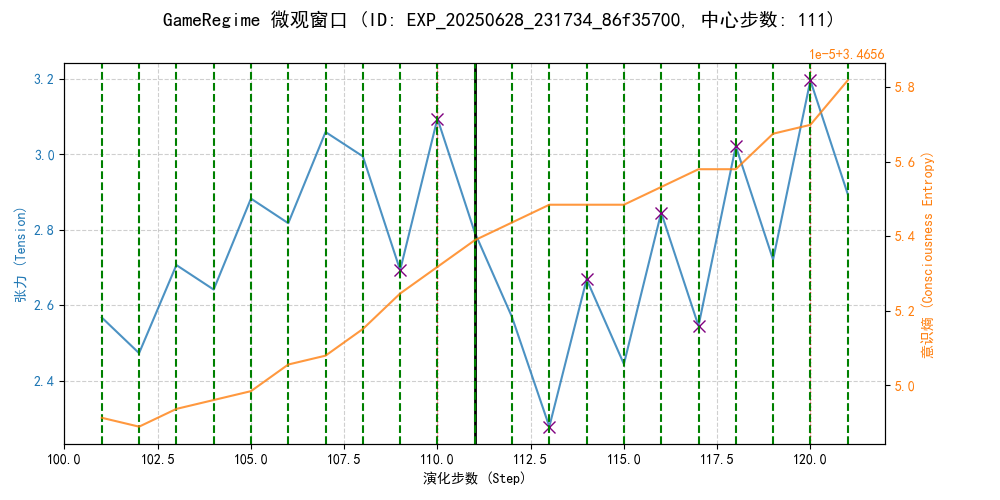 GameRegime 微观窗口 (ID: EXP_20250628_231734_86f35700, 中心步数: 111)
1e-5+3.4656
张力 (Tension)
3.2
3.0
2.8
2.6
2.4
5.8
5.6
5.4
5.2
5.0
意识熵 (Consciousness Entropy)
100.0 102.5 105.0 107.5 110.0 112.5 115.0 117.5 120.0
演化步数 (Step)